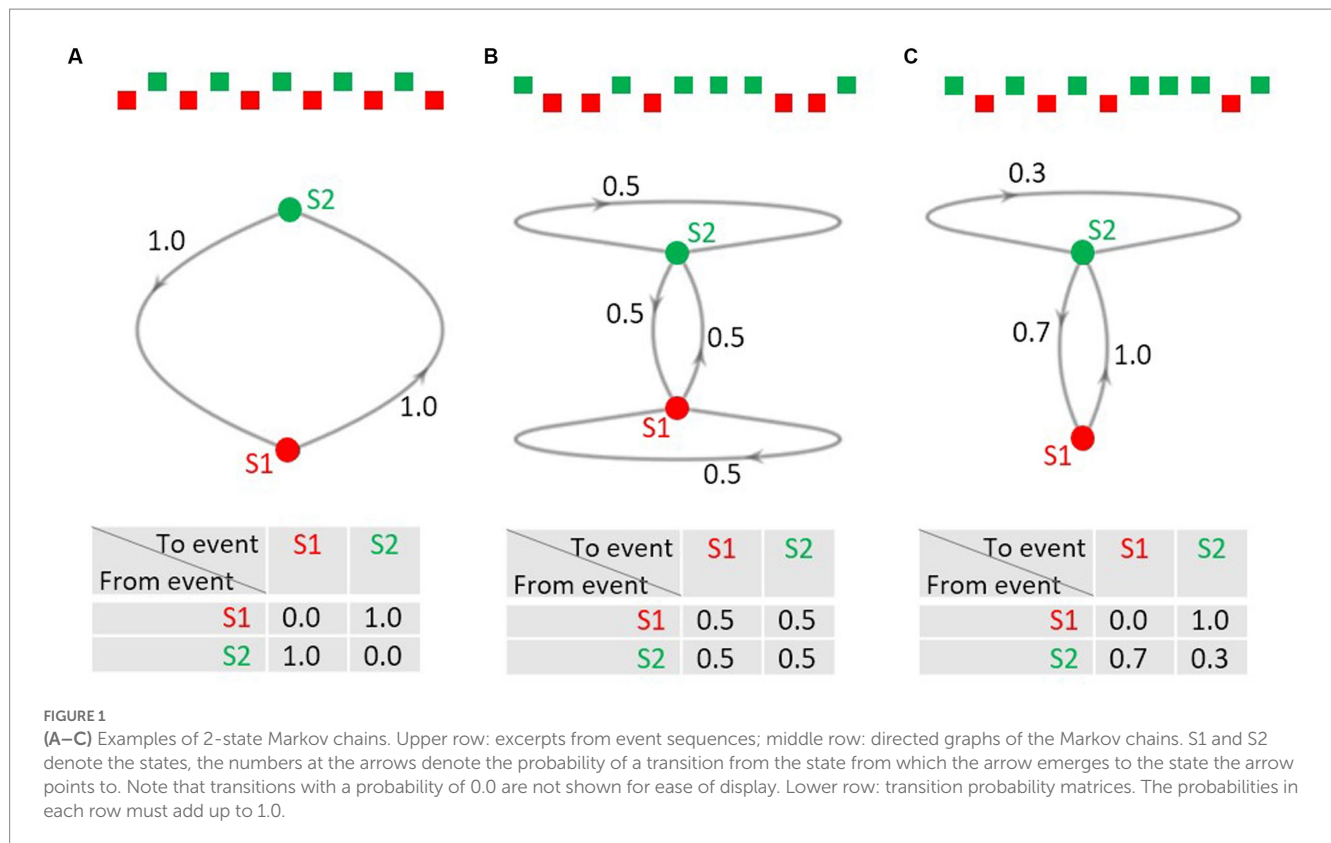 A
B
C
S2
1.0
1.0
S1
0.5
S2
0.5
0.5
S1
0.5
0.3
S2
0.7
1.0
S1
To event S1 S2
From event
S1 0.0 1.0
S2 1.0 0.0
To event S1 S2
From event
S1 0.5 0.5
S2 0.5 0.5
To event S1 S2
From event
S1 0.0 1.0
S2 0.7 0.3
FIGURE 1
(A–C) Examples of 2-state Markov chains. Upper row: excerpts from event sequences; middle row: directed graphs of the Markov chains. S1 and S2
denote the states, the numbers at the arrows denote the probability of a transition from the state from which the arrow emerges to the state the arrow
points to. Note that transitions with a probability of 0.0 are not shown for ease of display. Lower row: transition probability matrices. The probabilities in
each row must add up to 1.0.